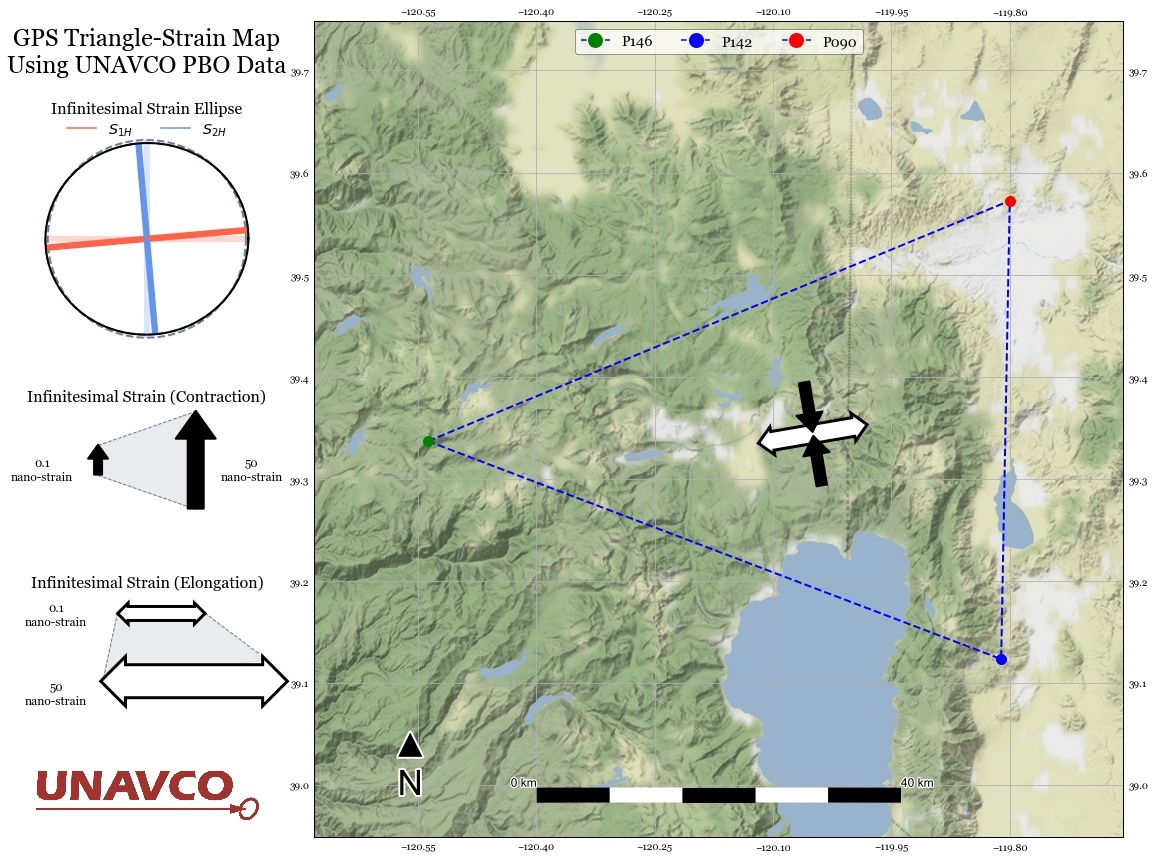 GPS Triangle-Strain Map
Using UNAVCO PBO Data
Infinitesimal Strain Ellipse
S1H
S2H
Infinitesimal Strain (Contraction)
0.1
nano-strain
50
nano-strain
Infinitesimal Strain (Elongation)
0.1
nano-strain
50
nano-strain
UNAVCO
−120.55 −120.40 −120.25 −120.10 −119.95 −119.80
P146 P142 P090
39.7 39.7
39.6 39.6
39.5 39.5
39.4 39.4
39.3 39.3
39.2 39.2
39.1 39.1
39.0 39.0
N
0 km 40 km
−120.55 −120.40 −120.25 −120.10 −119.95 −119.80